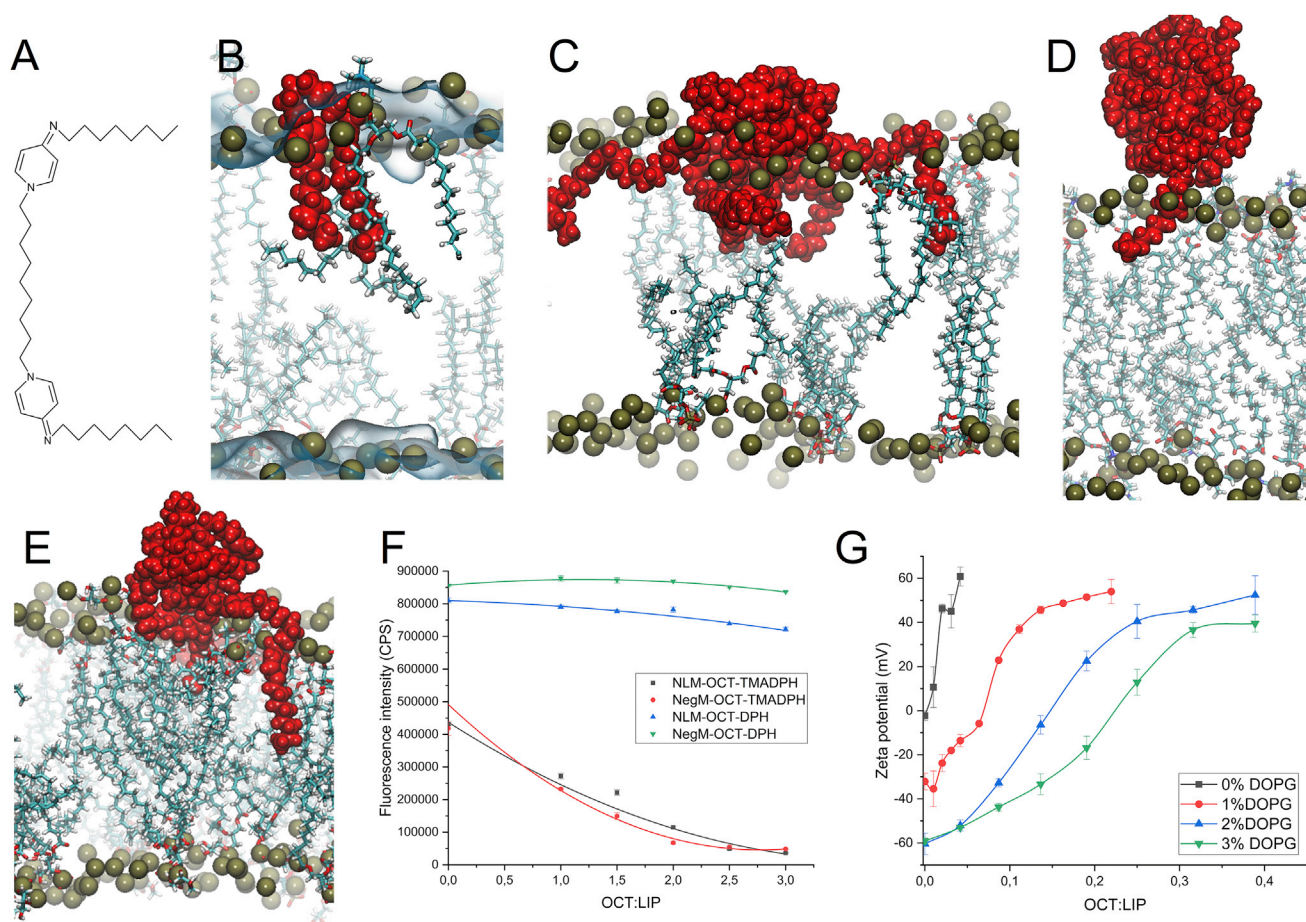 A
B
C
D
N
N
N
N
E
F
Fluorescence intensity (CPS)
900000
800000
700000
600000
500000
400000
300000
200000
100000
0
0,0
0,5
1,0
1,5
2,0
2,5
3,0
OCT:LIP
NLM-OCT-TMADPH
NegM-OCT-TMADPH
NLM-OCT-DPH
NegM-OCT-DPH
G
Zeta potential (mV)
60
40
20
0
-20
-40
-60
0,0
0,1
0,2
0,3
0,4
OCT:LIP
0% DOPG
1%DOPG
2%DOPG
3% DOPG